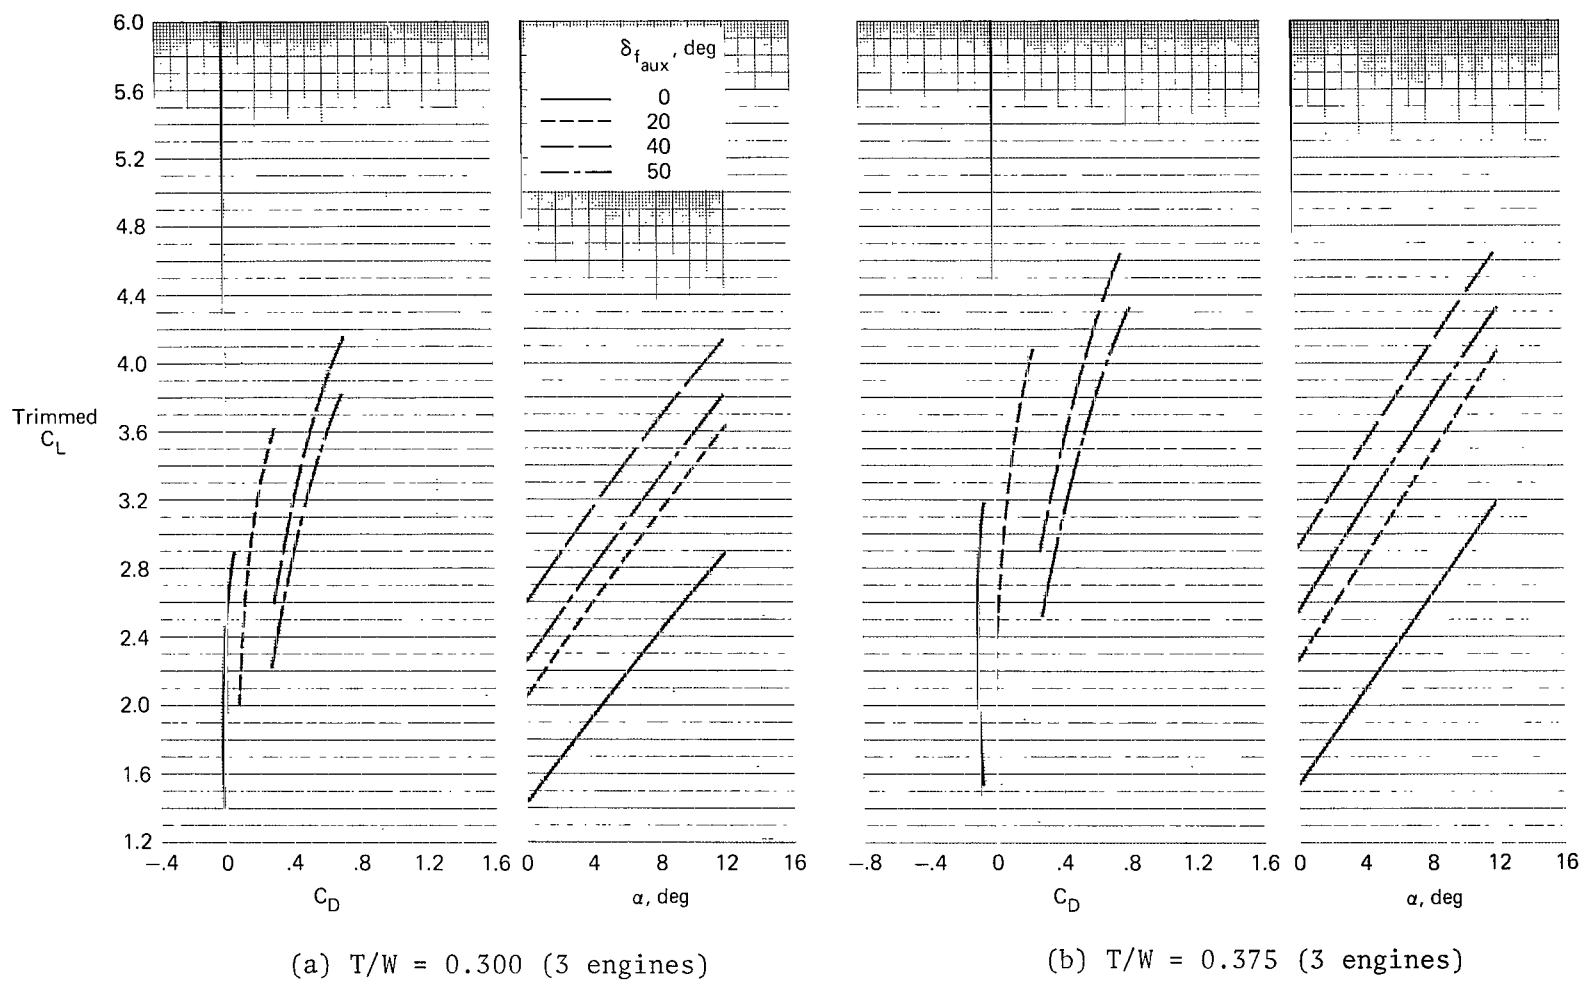 6.0
5.6
5.2
4.8
4.4
4.0
3.6
3.2
2.8
2.4
2.0
1.6
1.2
Trimmed
C_L
δ_f_aux, deg
0
20
40
50
−.4 0 .4 .8 1.2 1.6
C_D
0 4 8 12 16
α, deg
−.8 −.4 0 .4 .8 1.2 1.6
C_D
0 4 8 12 16
α, deg
(a) T/W = 0.300 (3 engines)
(b) T/W = 0.375 (3 engines)